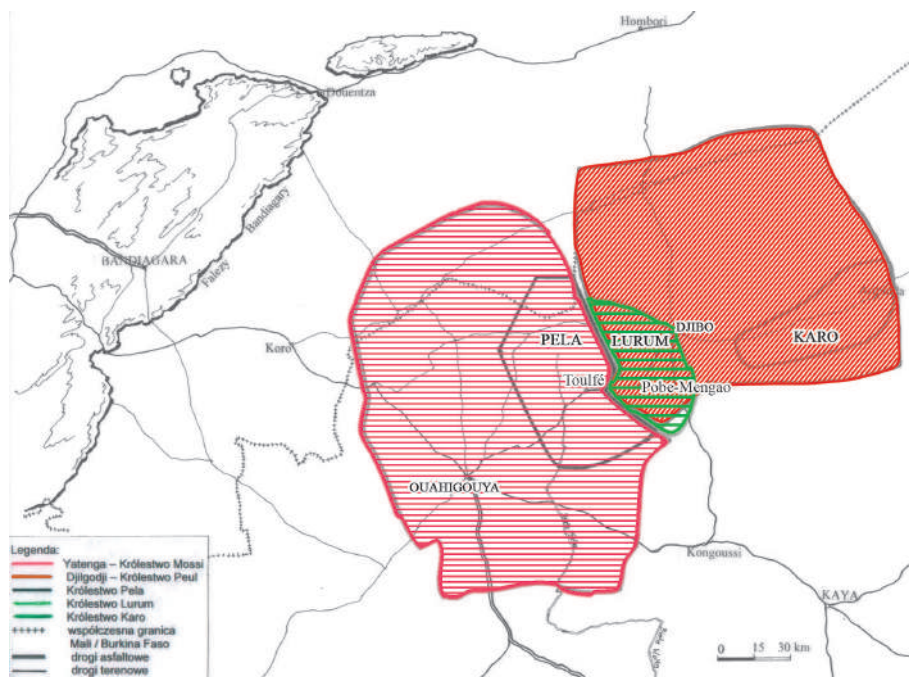 Hombori
Douentza
Bandiagary
Falezy
BANDIAGARA
Koro
PELA
LURUM
DJIBO
KARO
Toulfé
Pobe-Mengao
OUAHIGOUYA
Kongoussi
KAYA
Legenda:
Yatenga – Królestwo Mossi
Djilgodji – Królestwo Peul
Królestwo Pela
Królestwo Lurum
Królestwo Karo
współczesna granica
Mali / Burkina Faso
drogi asfaltowe
drogi terenowe
0 15 30 km